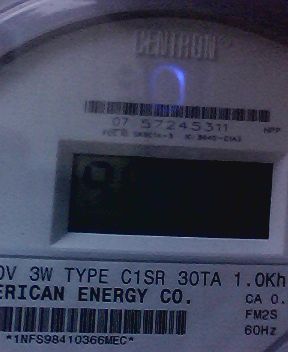 CENTRON
07 57245311
0V 3W TYPE C1SR 30TA 1.0Kh
ERICAN ENERGY CO.
CA 0.
FM2S
60Hz
*1NFS98410366MEC*